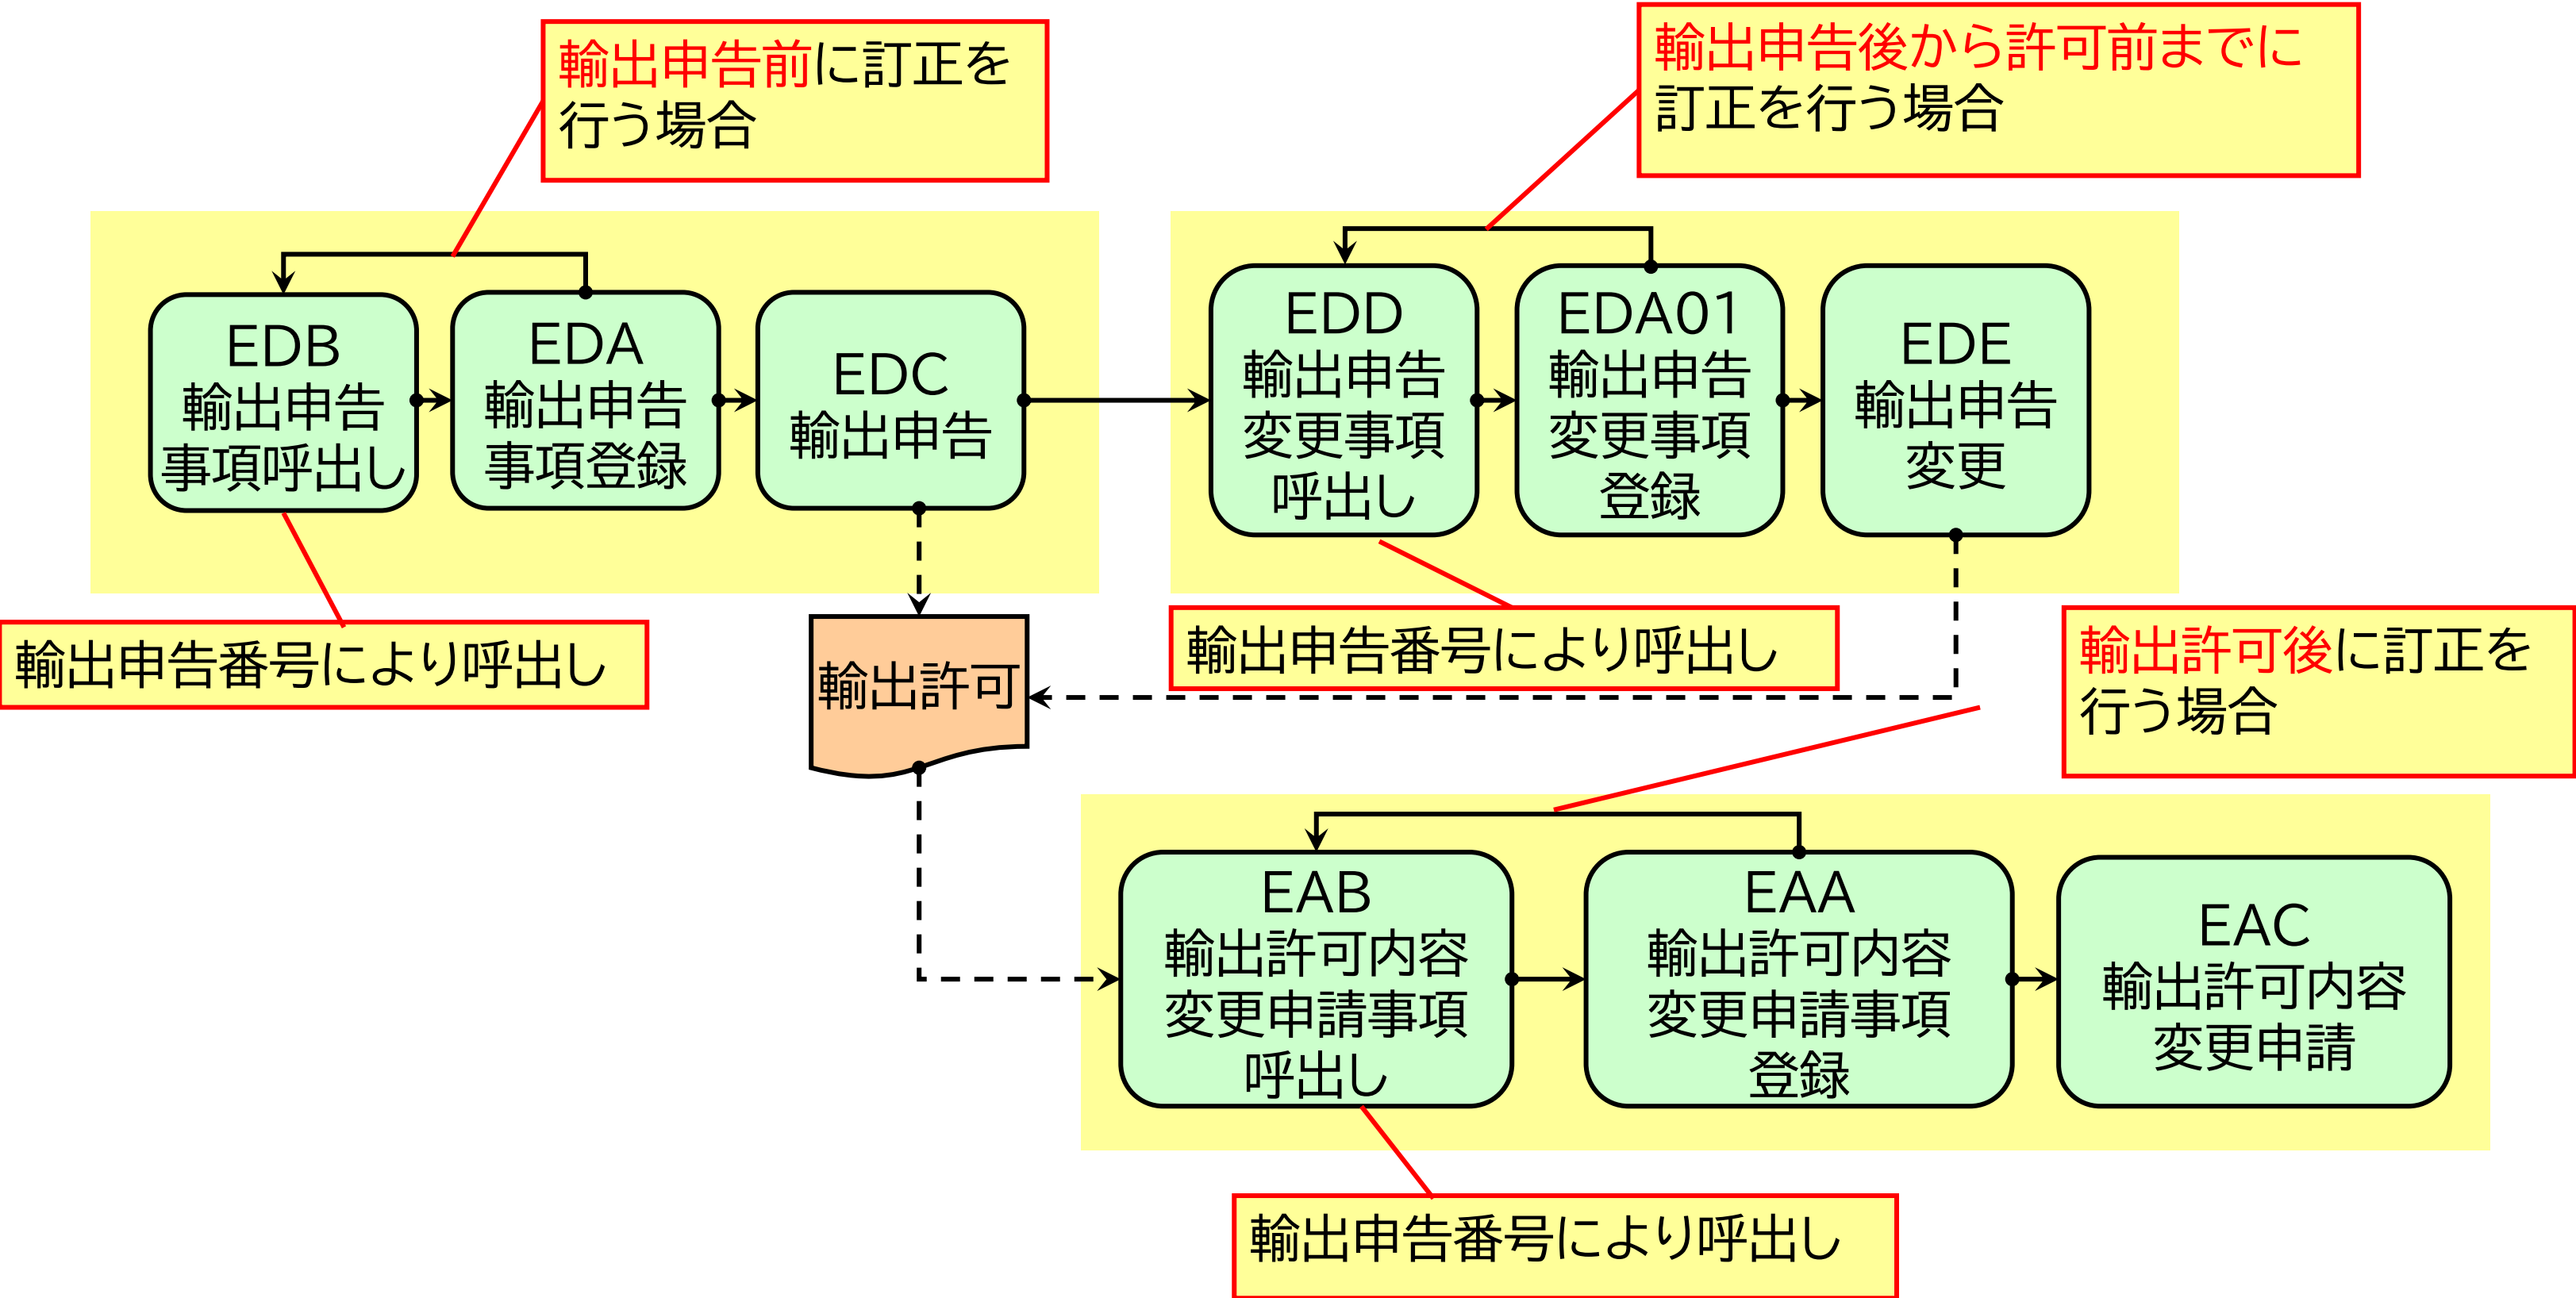 輸出申告前に訂正を
行う場合
輸出申告後から許可前までに
訂正を行う場合
EDB
輸出申告
事項呼出し
EDA
輸出申告
事項登録
EDC
輸出申告
EDD
輸出申告
変更事項
呼出し
EDA01
輸出申告
変更事項
登録
EDE
輸出申告
変更
輸出申告番号により呼出し
輸出許可
輸出申告番号により呼出し
輸出許可後に訂正を
行う場合
EAB
輸出許可内容
変更申請事項
呼出し
EAA
輸出許可内容
変更申請事項
登録
EAC
輸出許可内容
変更申請
輸出申告番号により呼出し